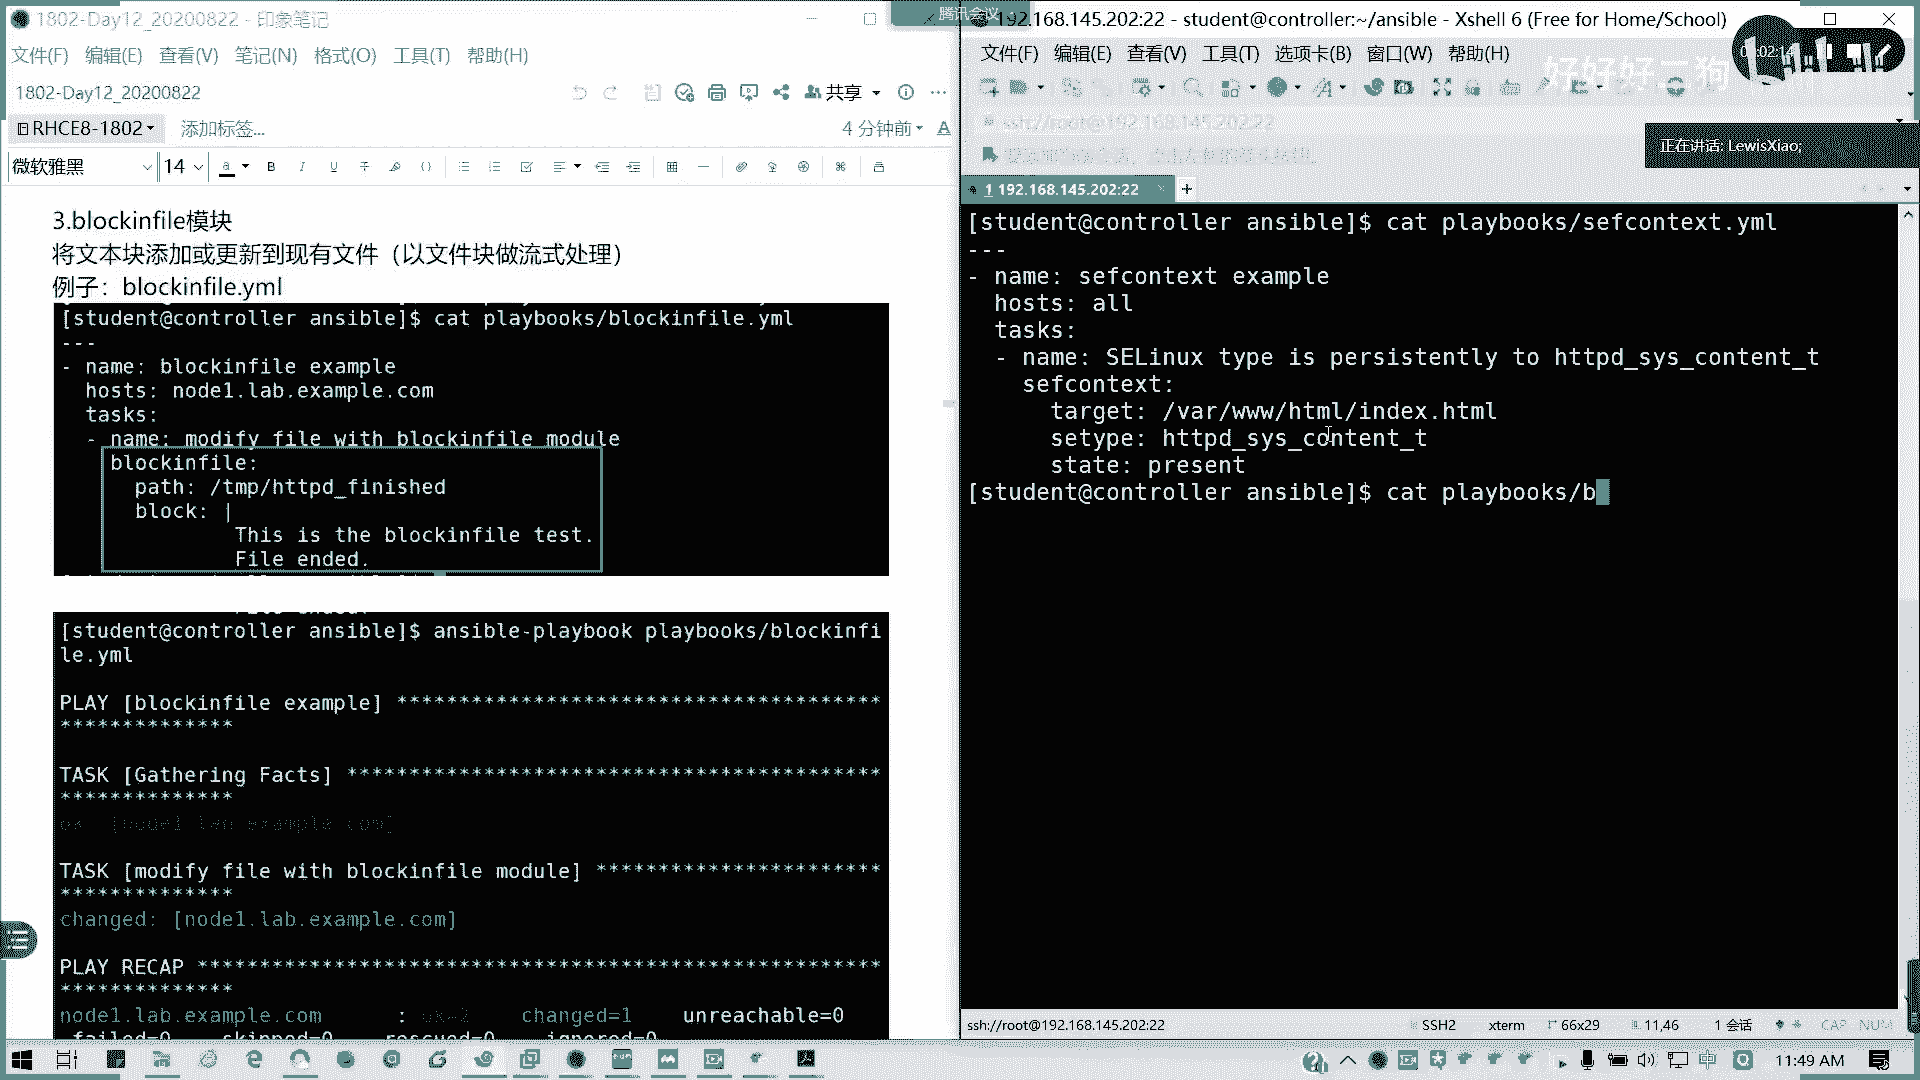 1802-Day12_20200822 - 印象笔记
文件(F) 编辑(E) 查看(V) 笔记(N) 格式(O) 工具(T) 帮助(H)
1802-Day12_20200822
共享
RHCE8-1802
添加标签...
4 分钟前
微软雅黑
14
3.blockinfile模块
将文本块添加或更新到现有文件（以文件块做流式处理）
例子：blockinfile.yml
[student@controller ansible]$ cat playbooks/blockinfile.yml
---
- name: blockinfile example
hosts: node1.lab.example.com
tasks:
- name: modify file with blockinfile module
blockinfile:
path: /tmp/httpd_finished
block: |
This is the blockinfile test.
File ended.
[student@controller ansible]$ ansible-playbook playbooks/blockinfi
le.yml
PLAY [blockinfile example] ******************************************
**************
TASK [Gathering Facts] **********************************************
**************
ok: [node1.lab.example.com]
TASK [modify file with blockinfile module] ***********************
**************
changed: [node1.lab.example.com]
PLAY RECAP *******************************************************
**************
node1.lab.example.com : ok=2 changed=1 unreachable=0
failed=0 skipped=0 rescued=0 ignored=0
腾讯会议
192.168.145.202:22 - student@controller:~/ansible - Xshell 6 (Free for Home/School)
文件(F) 编辑(E) 查看(V) 工具(T) 选项卡(B) 窗口(W) 帮助(H)
好好好二狗
ssh://root@192.168.145.202:22
正在讲话: LewisXiao;
1 192.168.145.202:22
[student@controller ansible]$ cat playbooks/sefcontext.yml
---
- name: sefcontext example
hosts: all
tasks:
- name: SELinux type is persistently to httpd_sys_content_t
sefcontext:
target: /var/www/html/index.html
setype: httpd_sys_content_t
state: present
[student@controller ansible]$ cat playbooks/b
ssh://root@192.168.145.202:22 SSH2 xterm 66x29 11,46 1 会话 CAP NUM
中
11:49 AM